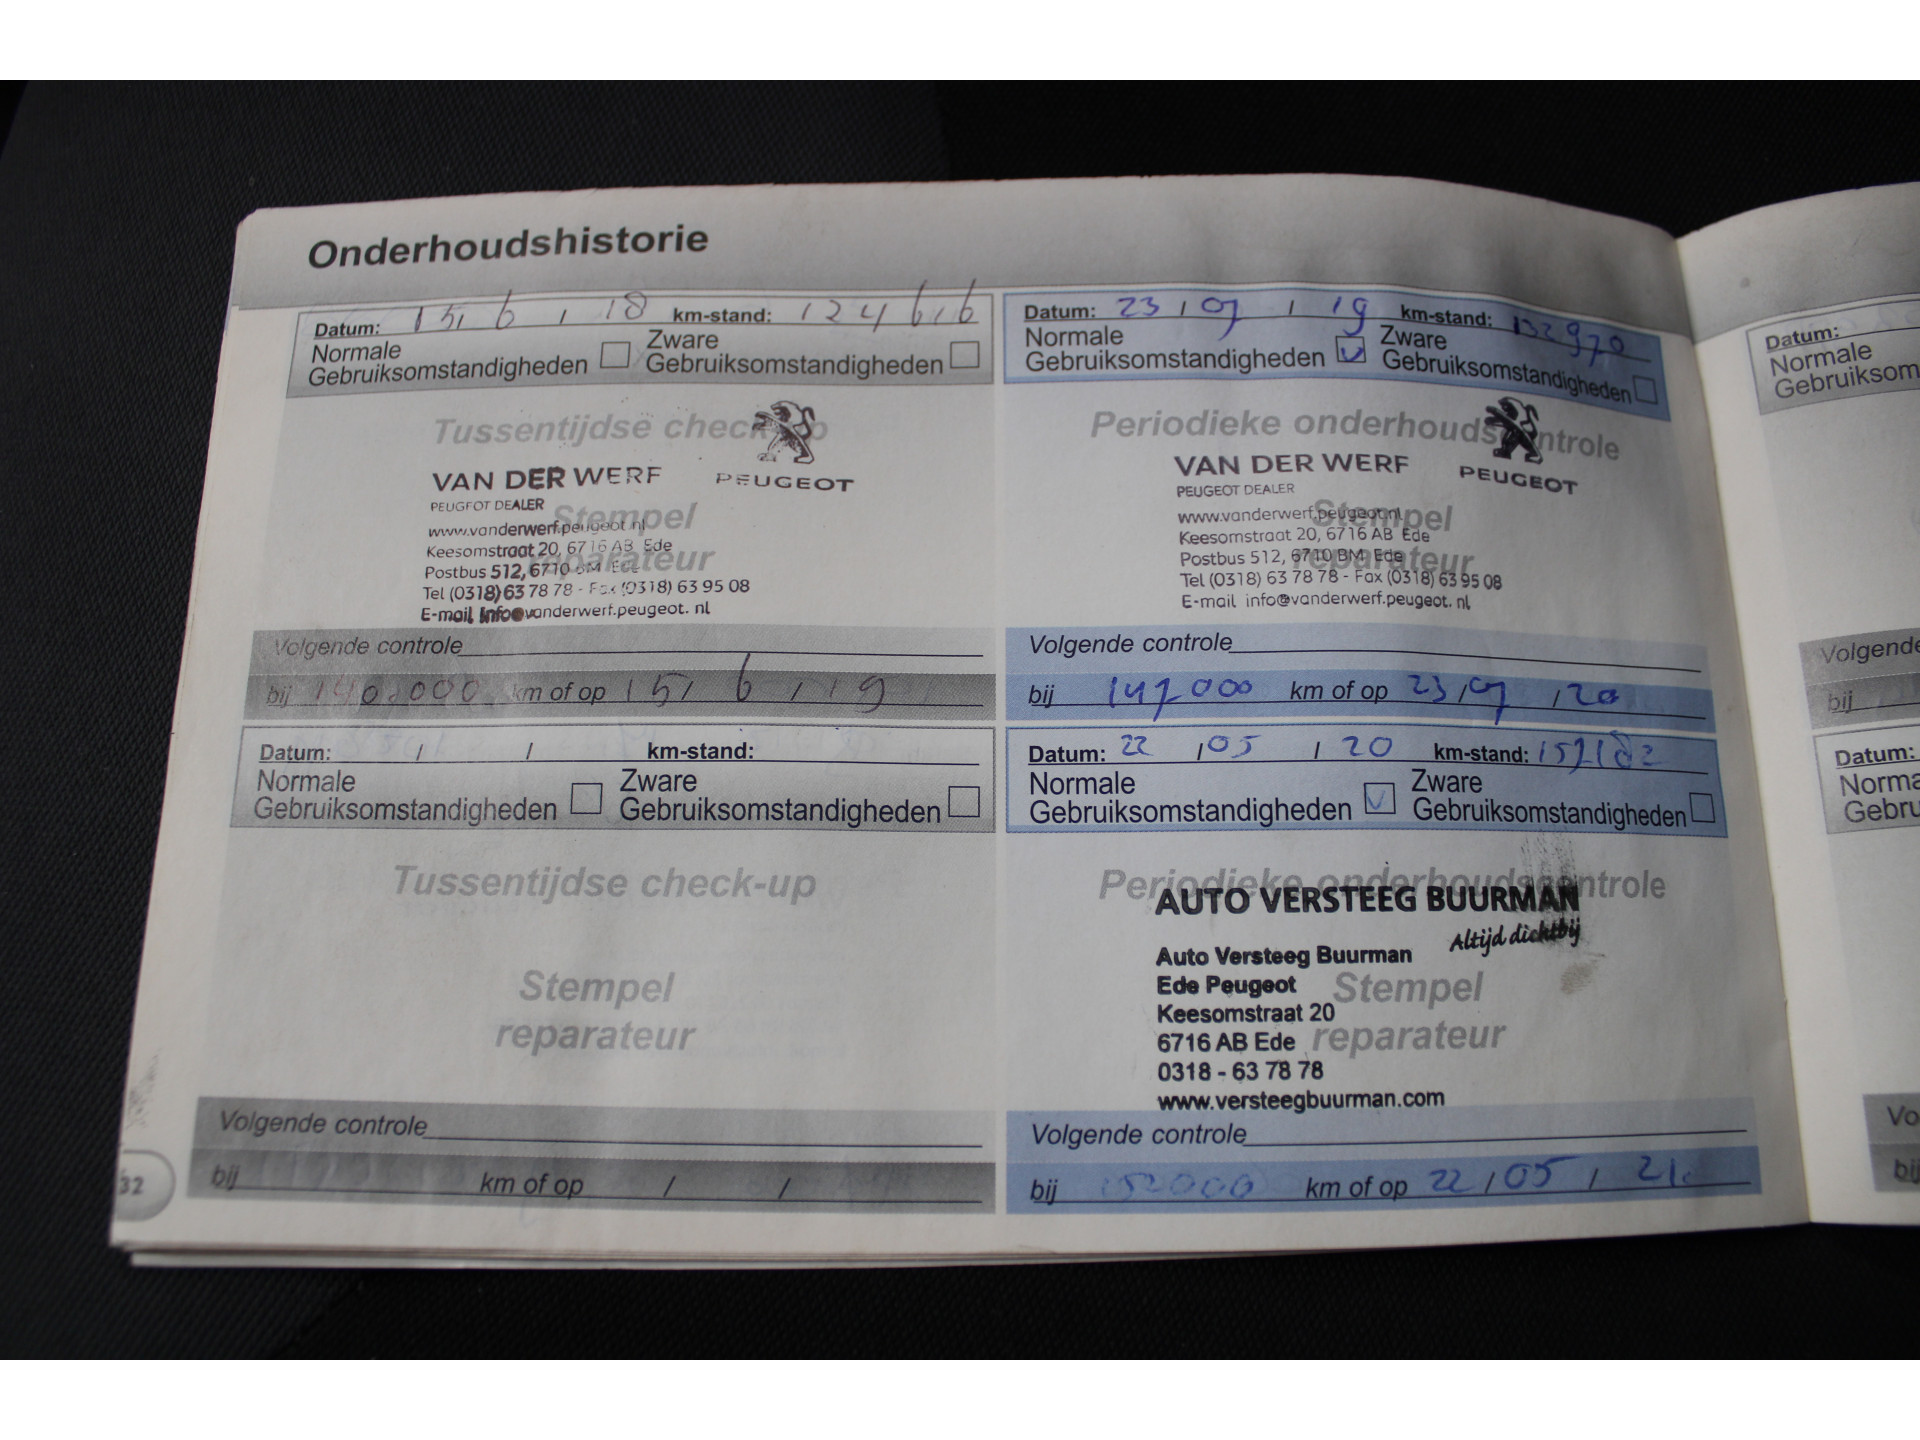 Onderhoudshistorie
Datum: 15, 6 , 18 km-stand: 124616
Normale
Gebruiksomstandigheden
Zware
Gebruiksomstandigheden
Tussentijdse check-up
VAN DER WERF
PEUGEOT DEALER
PEUGEOT
Stempel
reparateur
www.vanderwerf.peugeot.nl
Keesomstraat 20, 6716 AB Ede
Postbus 512, 6710 BM Ede
Tel (0318) 63 78 78 - Fax (0318) 63 95 08
E-mail info@vanderwerf.peugeot.nl
Volgende controle
bij 140.000 km of op 15/ 6 / 19
Datum: 23 / 07 / 19 km-stand: 132970
Normale
Gebruiksomstandigheden
Zware
Gebruiksomstandigheden
Periodieke onderhoudscontrole
VAN DER WERF
PEUGEOT DEALER
PEUGEOT
Stempel
reparateur
www.vanderwerf.peugeot.nl
Keesomstraat 20, 6716 AB Ede
Postbus 512, 6710 BM Ede
Tel (0318) 63 78 78 - Fax (0318) 63 95 08
E-mail info@vanderwerf.peugeot.nl
Volgende controle
bij 147000 km of op 23/07/20
Datum: / / km-stand:
Normale
Gebruiksomstandigheden
Zware
Gebruiksomstandigheden
Tussentijdse check-up
Stempel
reparateur
Volgende controle
bij km of op / /
Datum: 22 /05 / 20 km-stand:
Normale
Gebruiksomstandigheden
Zware
Gebruiksomstandigheden
Periodieke onderhoudscontrole
AUTO VERSTEEG BUURMAN
Altijd dichtbij
Auto Versteeg Buurman
Ede Peugeot
Keesomstraat 20
6716 AB Ede
0318 - 63 78 78
www.versteegbuurman.com
Stempel
reparateur
Volgende controle
bij 152000 km of op 22/05/ 21
32
Datum:
Normale
Gebruiksom
Volgende
bij
Datum:
Norma
Gebru
Vo
bij